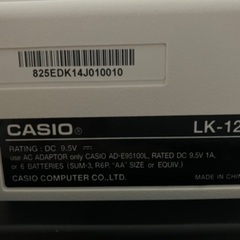 825EDK14J010010
CASIO LK-12
RATING: DC 9.5V ⎓
USE AC ADAPTOR only CASIO AD-E95100L, RATED DC 9.5V 1A,
or 6 BATTERIES (SUM-3, R6P, "AA" SIZE or EQUIV.)
CASIO COMPUTER CO., LTD. MADE IN CHIN